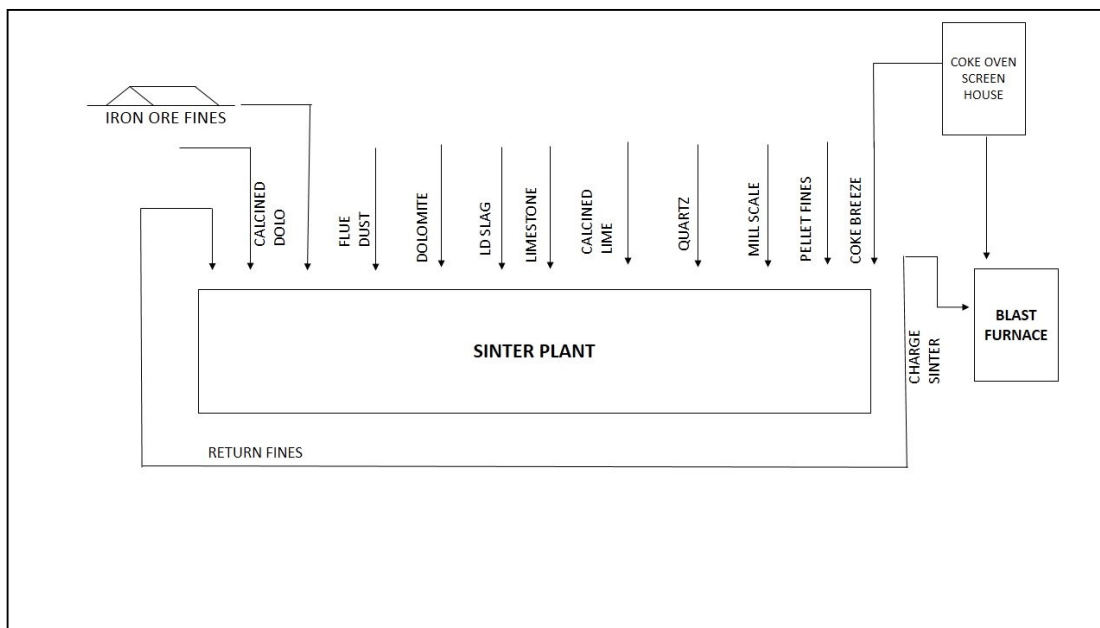 COKE OVEN
SCREEN
HOUSE
IRON ORE FINES
CALCINED
DOLO
FLUE
DUST
DOLOMITE
LD SLAG
LIMESTONE
CALCINED
LIME
QUARTZ
MILL SCALE
PELLET FINES
COKE BREEZE
SINTER PLANT
CHARGE
SINTER
BLAST
FURNACE
RETURN FINES